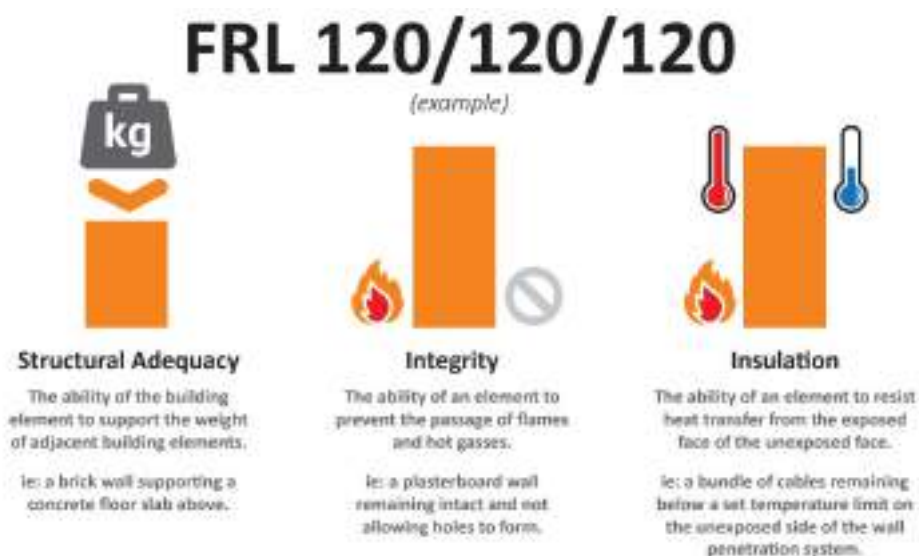 FRL 120/120/120
(example)
kg
Structural Adequacy
The ability of the building
element to support the weight
of adjacent building elements.
ie: a brick wall supporting a
concrete floor slab above.
Integrity
The ability of an element to
prevent the passage of flames
and hot gasses.
ie: a plasterboard wall
remaining intact and not
allowing holes to form.
Insulation
The ability of an element to resist
heat transfer from the exposed
face of the unexposed face.
ie: a bundle of cables remaining
below a set temperature limit on
the unexposed side of the wall
penetration system.